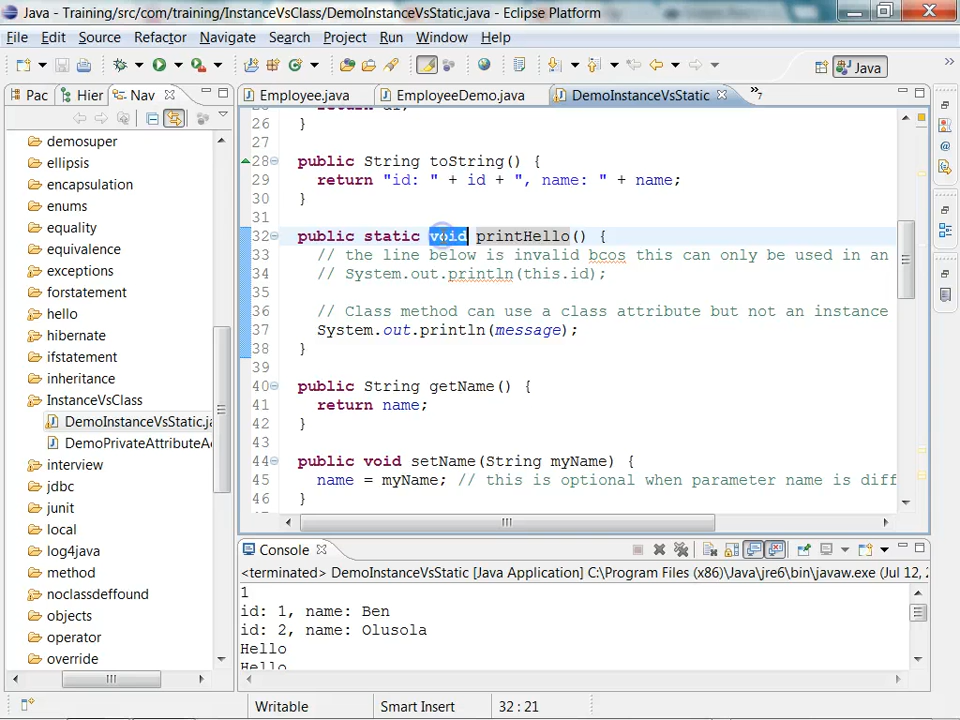 Java - Training/src/com/training/InstanceVsClass/DemoInstanceVsStatic.java - Eclipse Platform
File Edit Source Refactor Navigate Search Project Run Window Help
Java
Pac Hier Nav
Employee.java EmployeeDemo.java DemoInstanceVsStatic 7
demosuper
ellipsis
encapsulation
enums
equality
equivalence
exceptions
forstatement
hello
hibernate
ifstatement
inheritance
InstanceVsClass
DemoInstanceVsStatic.ja
DemoPrivateAttributeA
interview
jdbc
junit
local
log4java
method
noclassdeffound
objects
operator
override
26 }
27
28 public String toString() {
29 return "id: " + id + ", name: " + name;
30 }
31
32 public static void printHello() {
33 // the line below is invalid bcos this can only be used in an
34 // System.out.println(this.id);
35
36 // Class method can use a class attribute but not an instance
37 System.out.println(message);
38 }
39
40 public String getName() {
41 return name;
42 }
43
44 public void setName(String myName) {
45 name = myName; // this is optional when parameter name is diff
46 }
Console
<terminated> DemoInstanceVsStatic [Java Application] C:\Program Files (x86)\Java\jre6\bin\javaw.exe (Jul 12,
1
id: 1, name: Ben
id: 2, name: Olusola
Hello
Hello
Writable Smart Insert 32 : 21